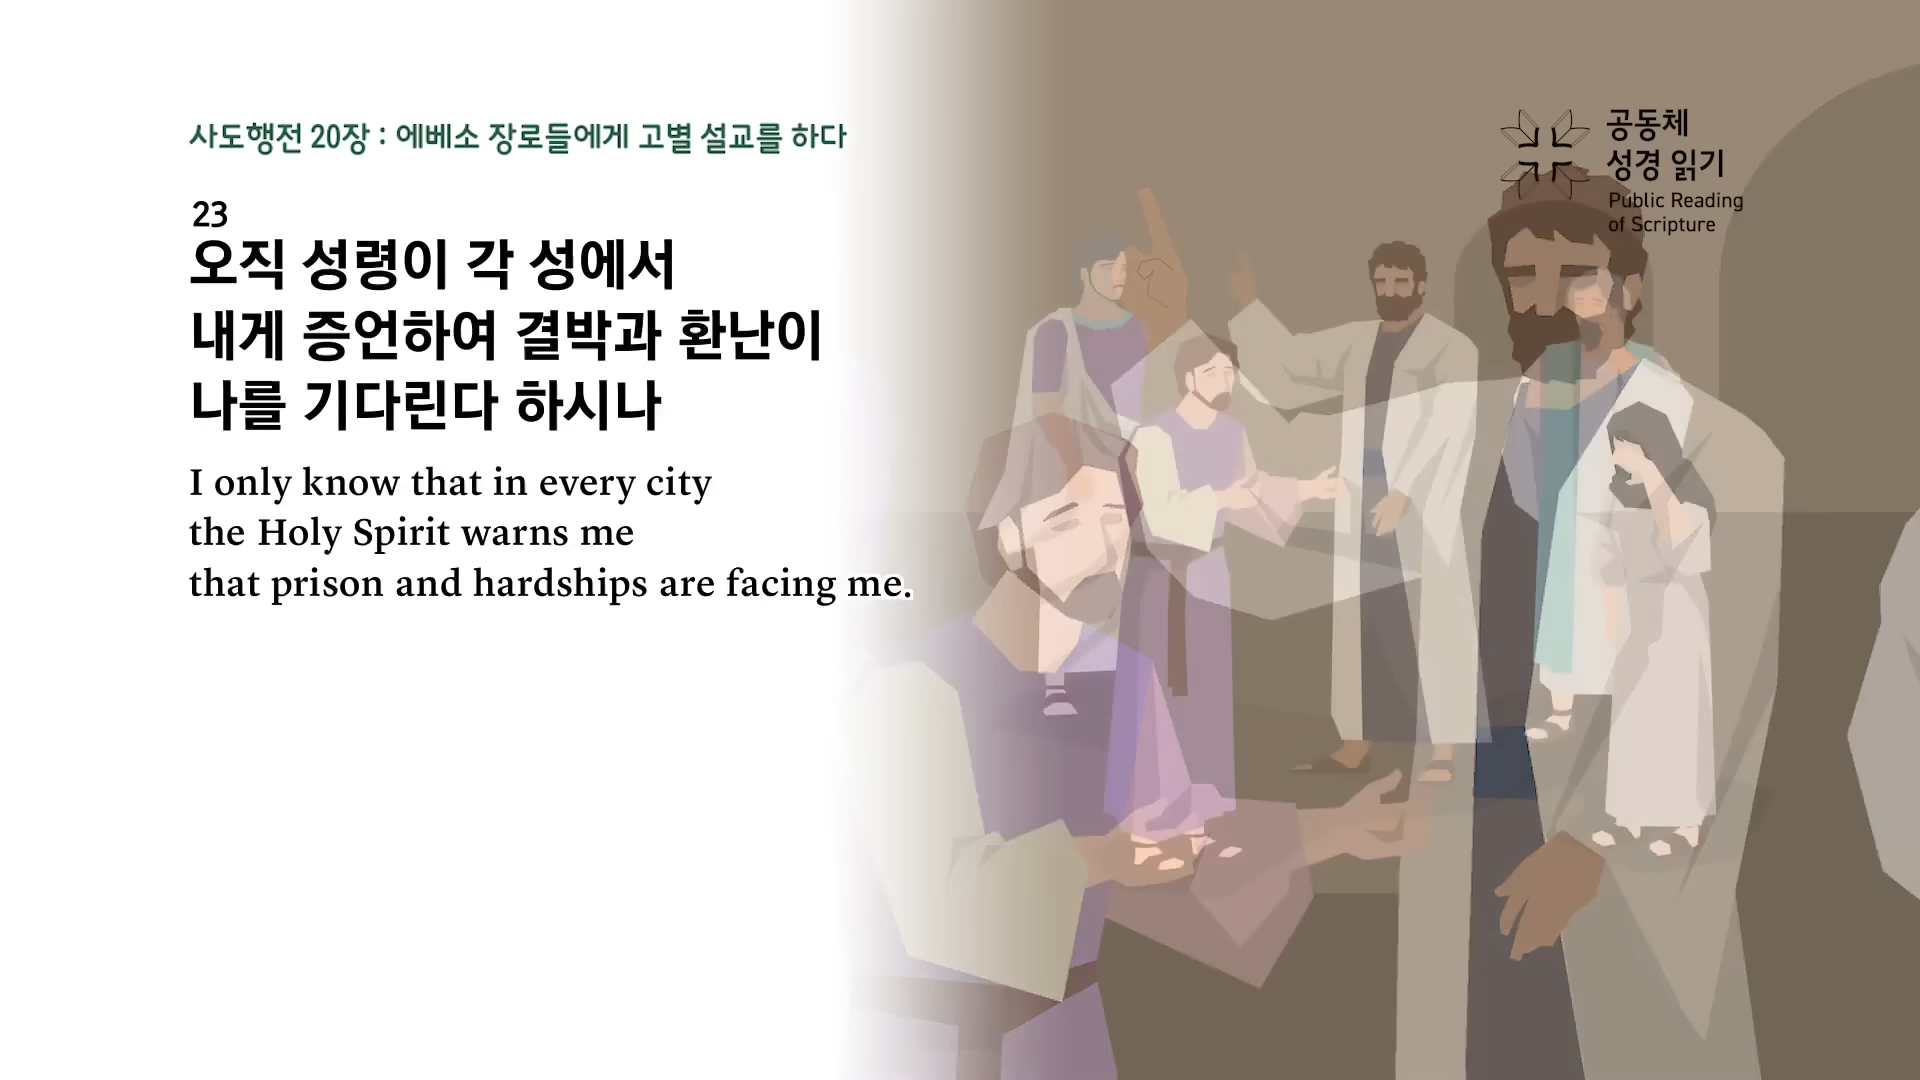 사도행전 20장 : 에베소 장로들에게 고별 설교를 하다
23
오직 성령이 각 성에서
내게 증언하여 결박과 환난이
나를 기다린다 하시나
I only know that in every city
the Holy Spirit warns me
that prison and hardships are facing me.
공동체
성경 읽기
Public Reading
of Scripture